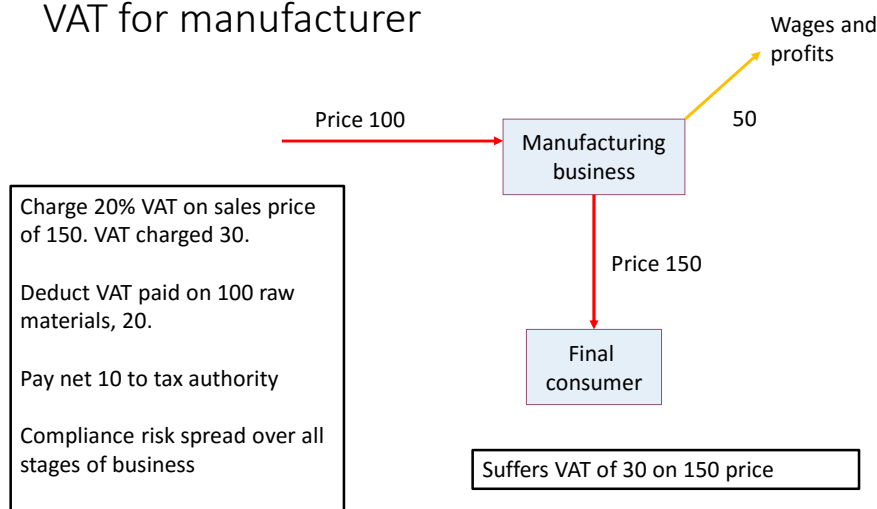 VAT for manufacturer
Wages and
profits
Price 100
50
Manufacturing
business
Charge 20% VAT on sales price
of 150. VAT charged 30.
Deduct VAT paid on 100 raw
materials, 20.
Pay net 10 to tax authority
Compliance risk spread over all
stages of business
Price 150
Final
consumer
Suffers VAT of 30 on 150 price